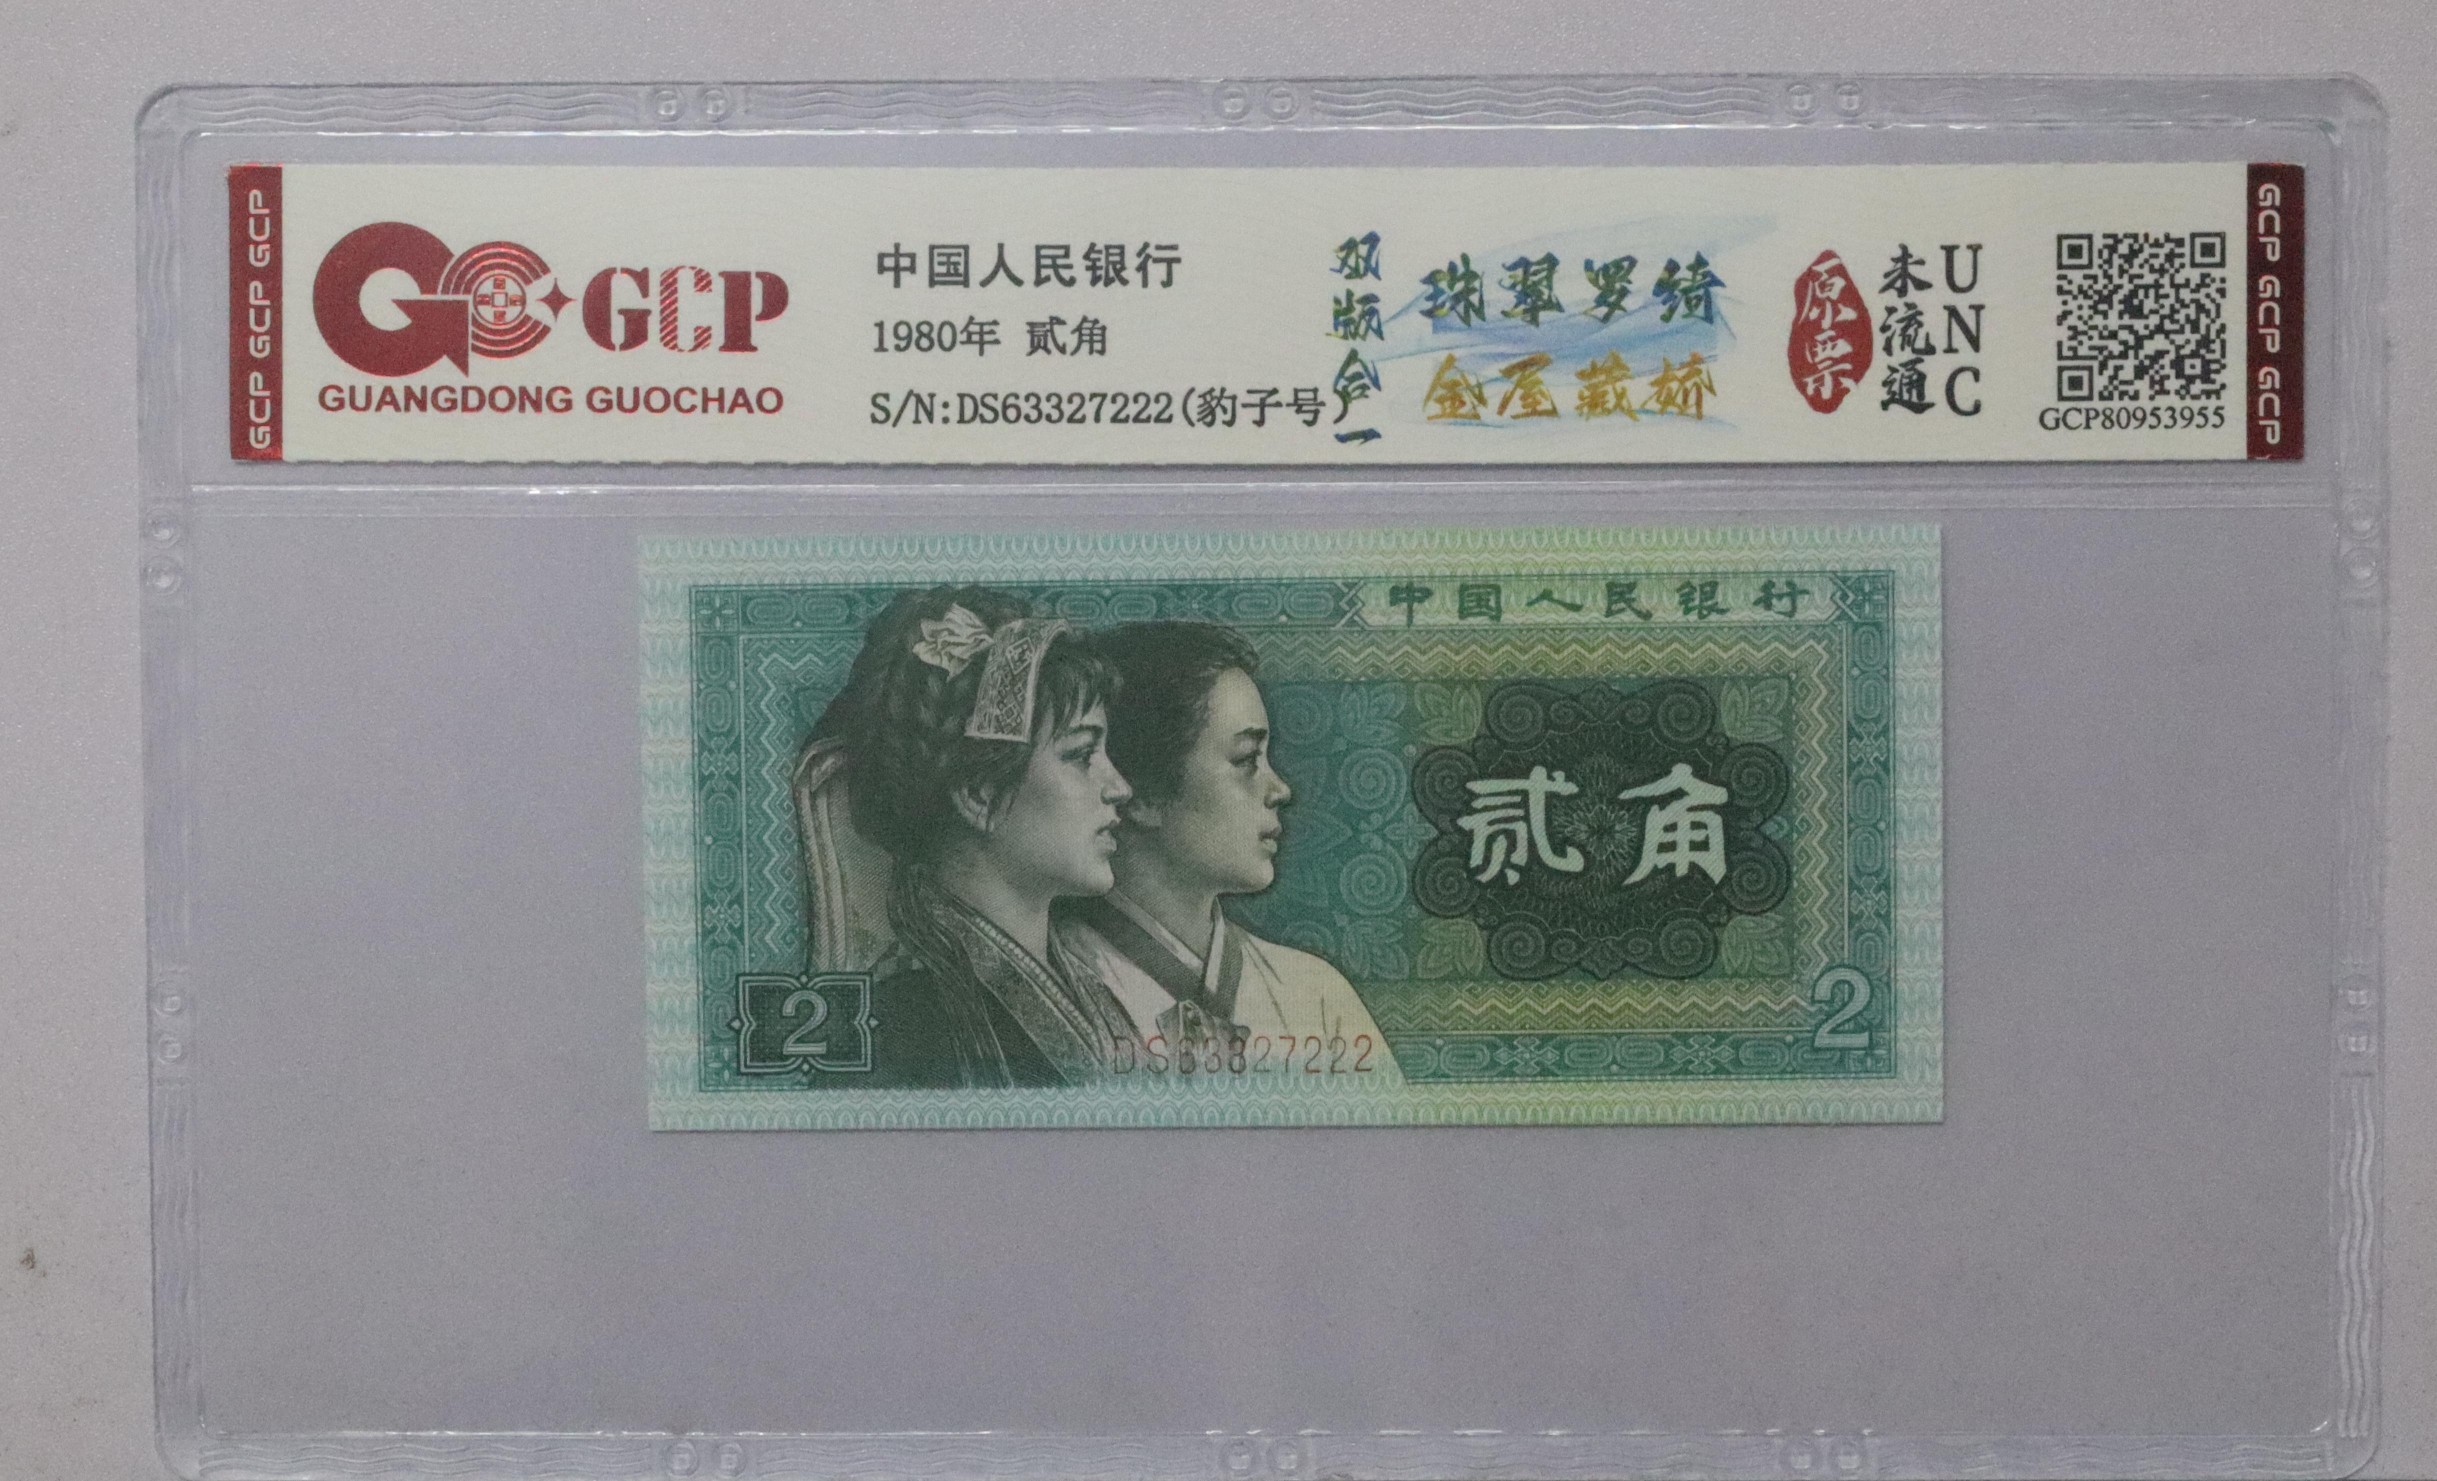 GCP GCP GCP
GCP
GUANGDONG GUOCHAO
中国人民银行
1980年 贰角
S/N:DS63327222(豹子号)
双版合一
珠翠罗绮
金屋藏娇
原票
未流通
UNC
GCP80953955
GCP GCP GCP
中国人民银行
贰角
2
2
DS63327222